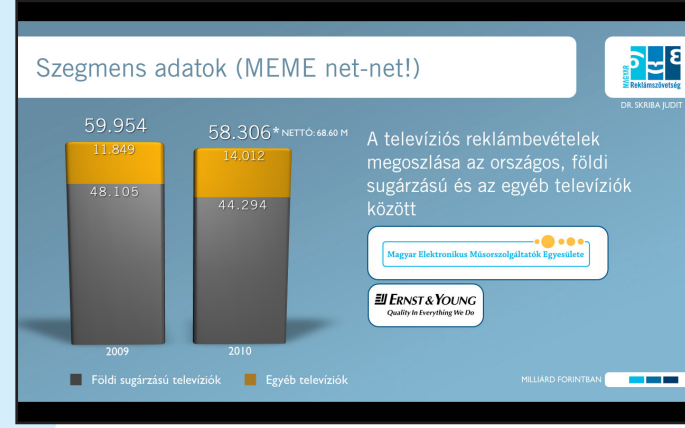 Szegmens adatok (MEME net-net!)
MAGYAR
Reklámszövetség
DR. SKRIBA JUDIT
59.954
11.849
48.105
58.306* NETTÓ: 68.60 M
14.012
44.294
2009
2010
Földi sugárzású televíziók
Egyéb televíziók
A televíziós reklámbevételek
megoszlása az országos, földi
sugárzású és az egyéb televíziók
között
Magyar Elektronikus Műsorszolgáltatók Egyesülete
ERNST & YOUNG
Quality In Everything We Do
MILLIÁRD FORINTBAN